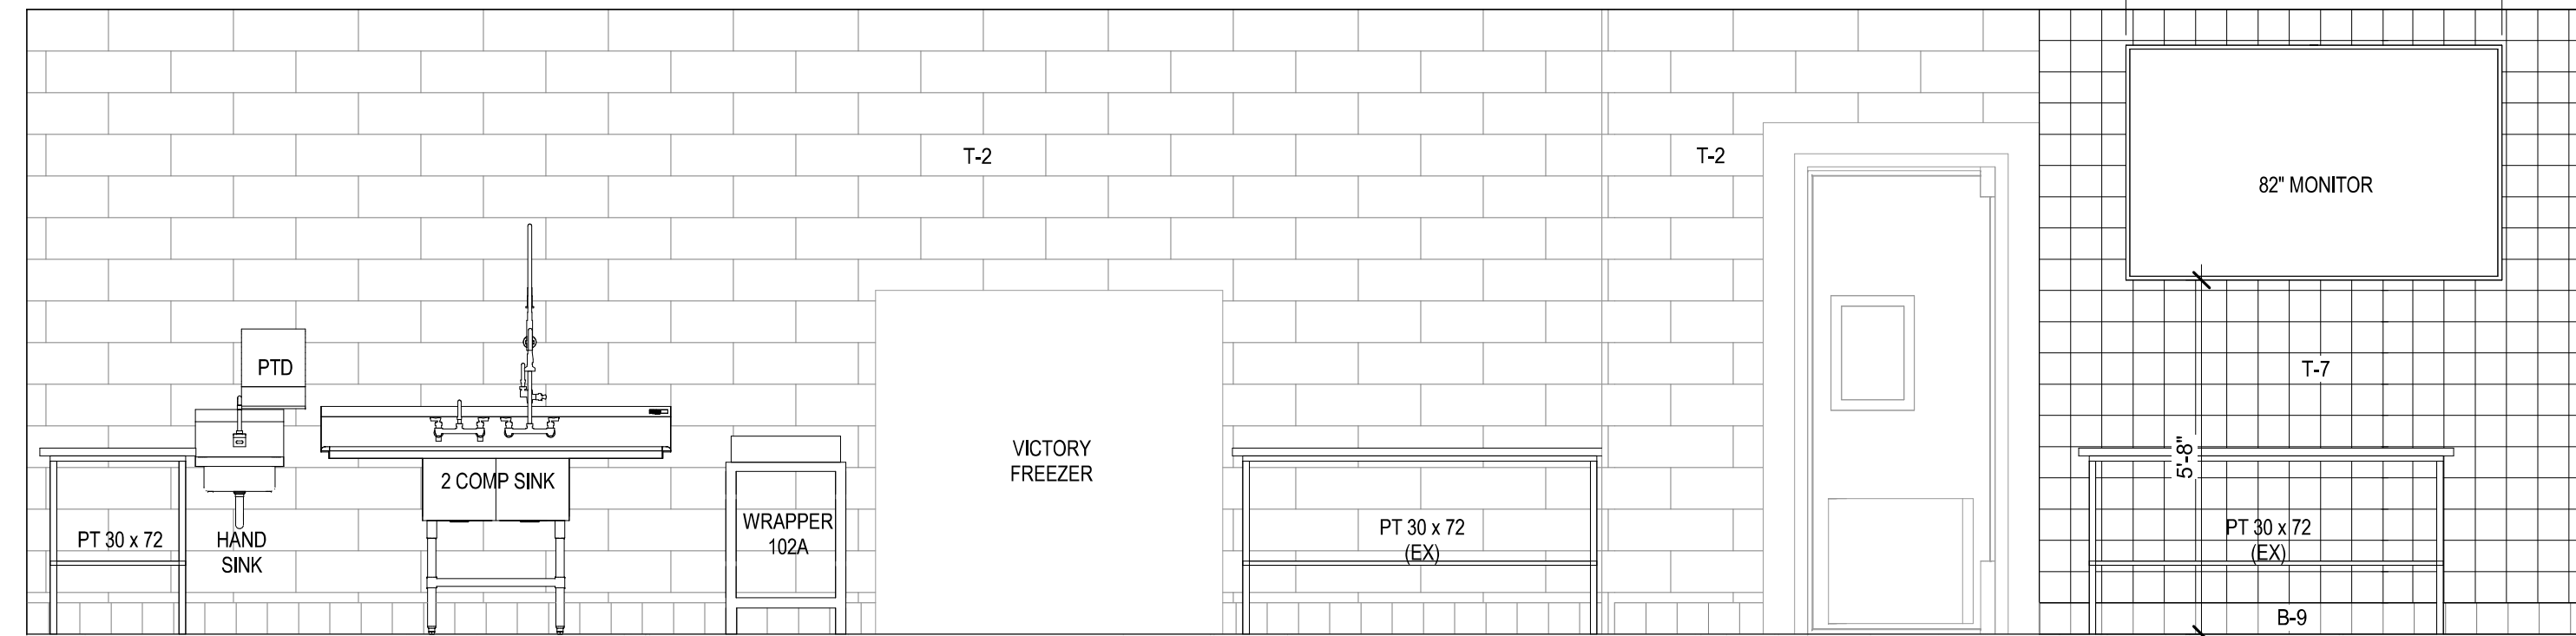 T-2
T-2
82" MONITOR
PTD
T-7
VICTORY
FREEZER
5'-8"
2 COMP SINK
WRAPPER
102A
PT 30 x 72
HAND
SINK
PT 30 x 72
(EX)
PT 30 x 72
(EX)
B-9